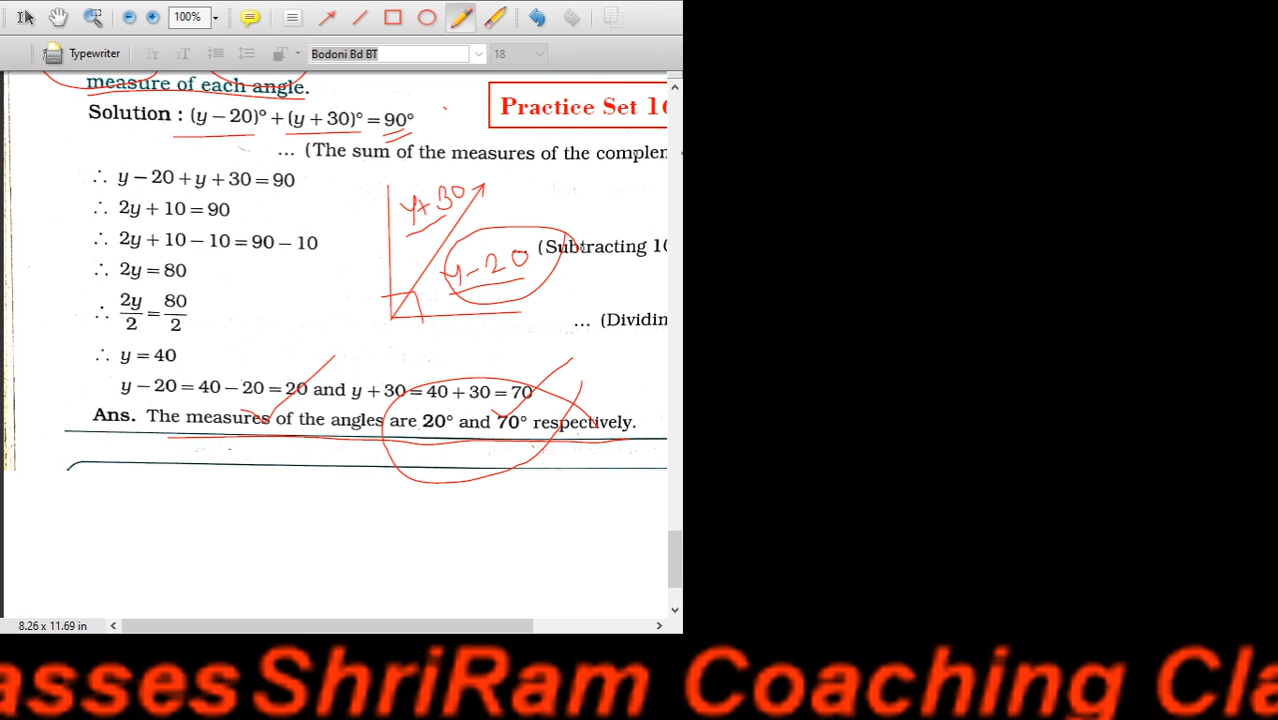 100%
Typewriter
Bodoni Bd BT
18
measure of each angle.
Practice Set 16
Solution : (y – 20)° + (y + 30)° = 90°
... (The sum of the measures of the complen
∴ y – 20 + y + 30 = 90
∴ 2y + 10 = 90
y+30
∴ 2y + 10 – 10 = 90 – 10
(Subtracting 10
y-20
∴ 2y = 80
∴ 2y/2 = 80/2
... (Dividin
∴ y = 40
y – 20 = 40 – 20 = 20 and y + 30 = 40 + 30 = 70
Ans. The measures of the angles are 20° and 70° respectively.
8.26 x 11.69 in
assesShriRam Coaching Cla